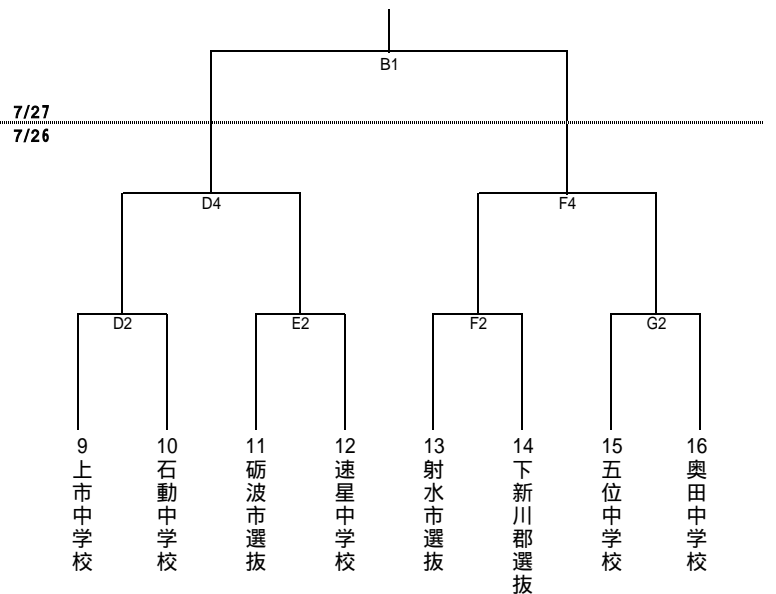 B1
7/27
7/26
D4
F4
D2
E2
F2
G2
9
上市中学校
10
石動中学校
11
砺波市選抜
12
速星中学校
13
射水市選抜
14
下新川郡選抜
15
五位中学校
16
奥田中学校